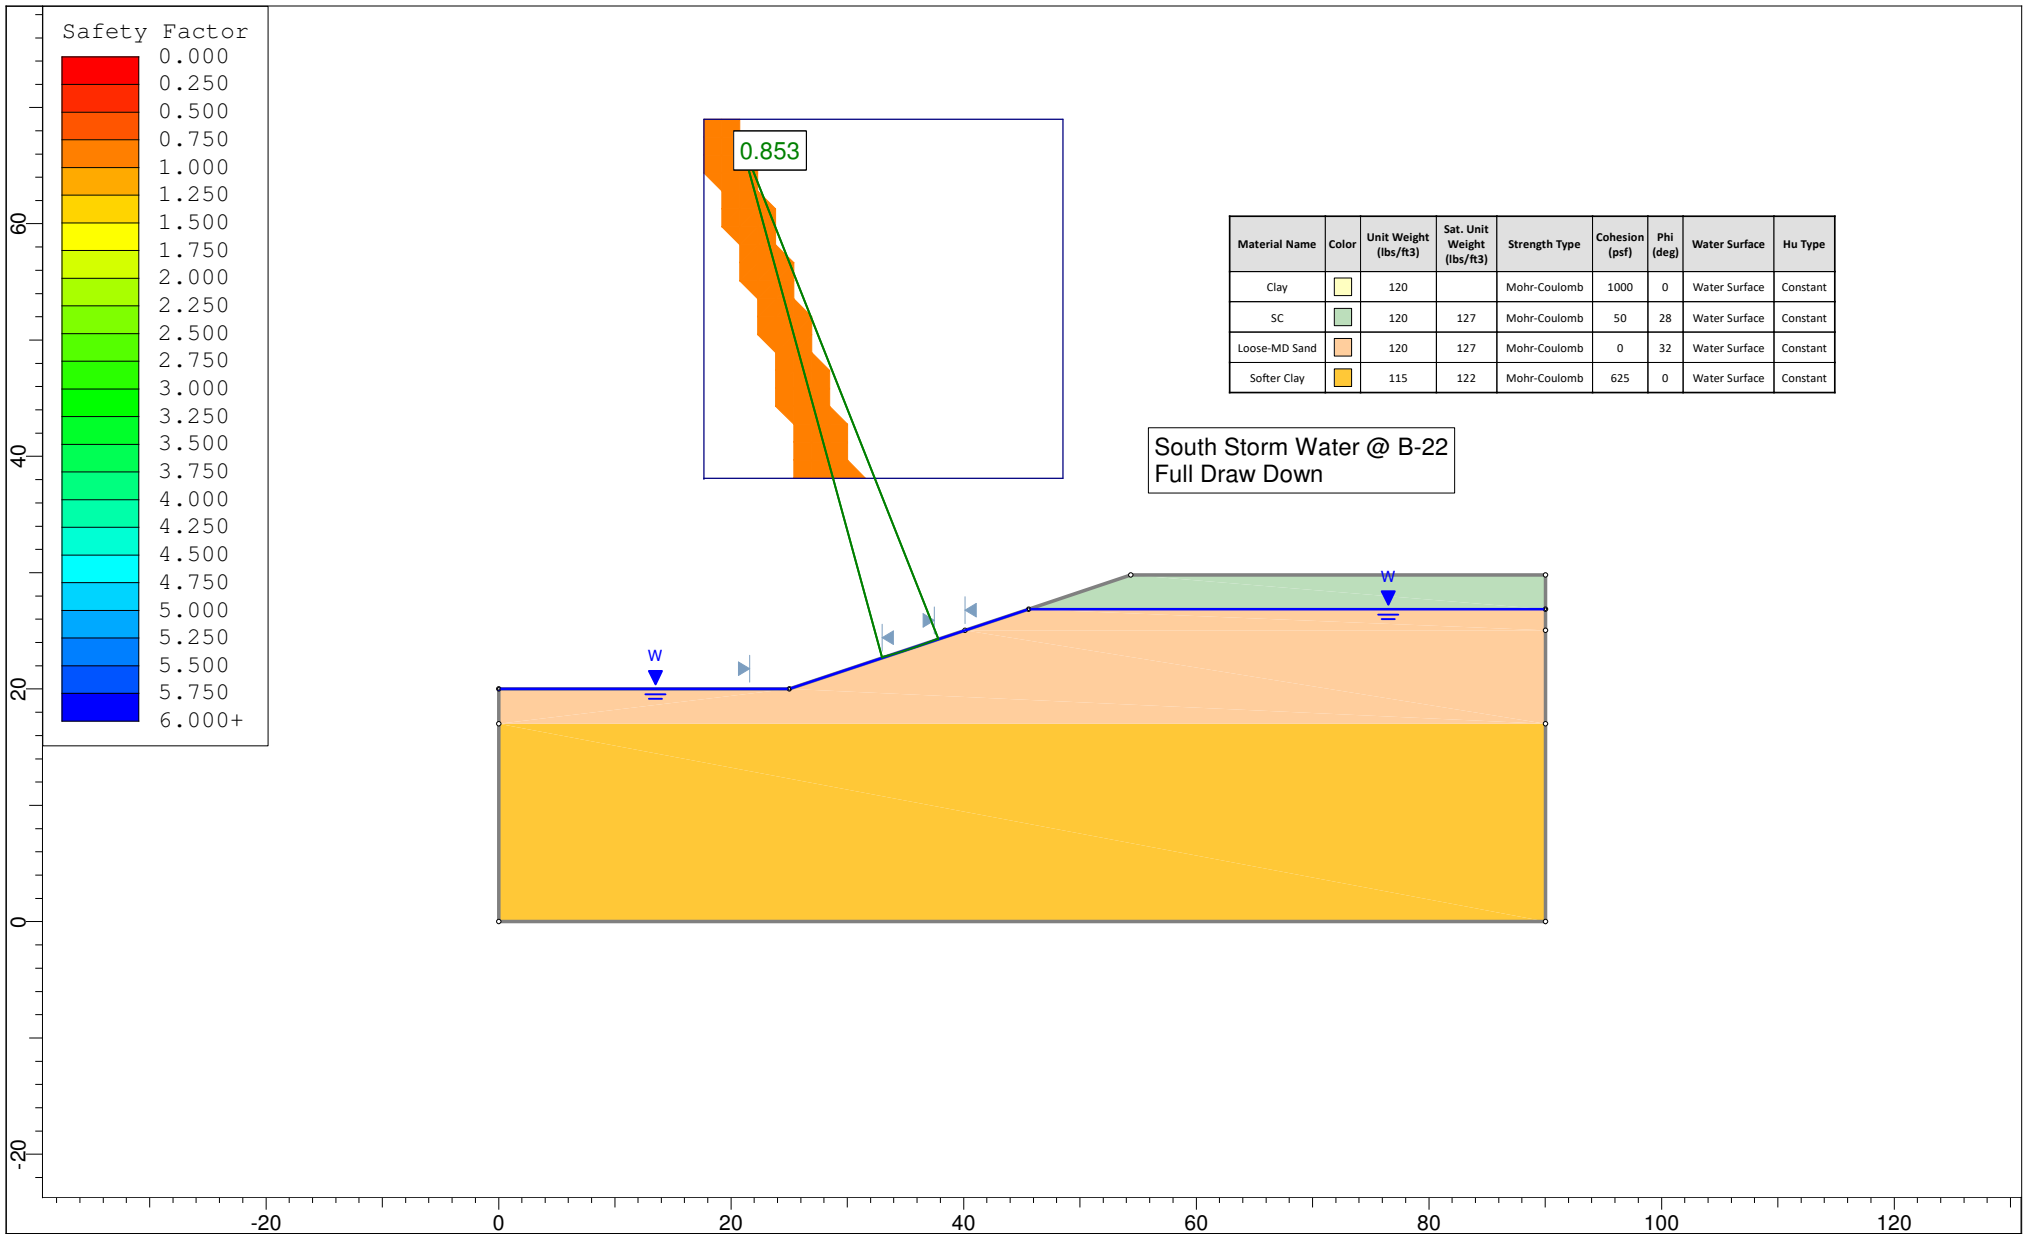 Safety Factor
0.000
0.250
0.500
0.750
1.000
1.250
1.500
1.750
2.000
2.250
2.500
2.750
3.000
3.250
3.500
3.750
4.000
4.250
4.500
4.750
5.000
5.250
5.500
5.750
6.000+
0.853
Material Name Color Unit Weight (lbs/ft3) Sat. Unit Weight (lbs/ft3) Strength Type Cohesion (psf) Phi (deg) Water Surface Hu Type
Clay 120 Mohr-Coulomb 1000 0 Water Surface Constant
SC 120 127 Mohr-Coulomb 50 28 Water Surface Constant
Loose-MD Sand 120 127 Mohr-Coulomb 0 32 Water Surface Constant
Softer Clay 115 122 Mohr-Coulomb 625 0 Water Surface Constant
South Storm Water @ B-22
Full Draw Down
W
W
60
40
20
0
-20
-20 0 20 40 60 80 100 120